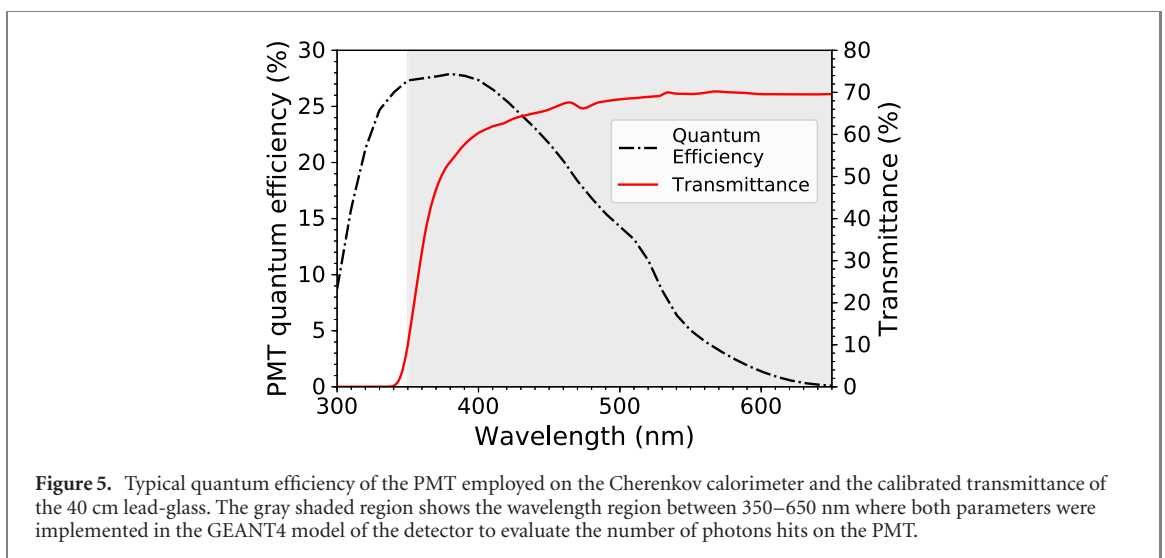 30
25
20
15
10
5
0
PMT quantum efficiency (%)
80
70
60
50
40
30
20
10
0
Transmittance (%)
Quantum
Efficiency
Transmittance
300
400
500
600
Wavelength (nm)
Figure 5. Typical quantum efficiency of the PMT employed on the Cherenkov calorimeter and the calibrated transmittance of
the 40 cm lead-glass. The gray shaded region shows the wavelength region between 350–650 nm where both parameters were
implemented in the GEANT4 model of the detector to evaluate the number of photons hits on the PMT.